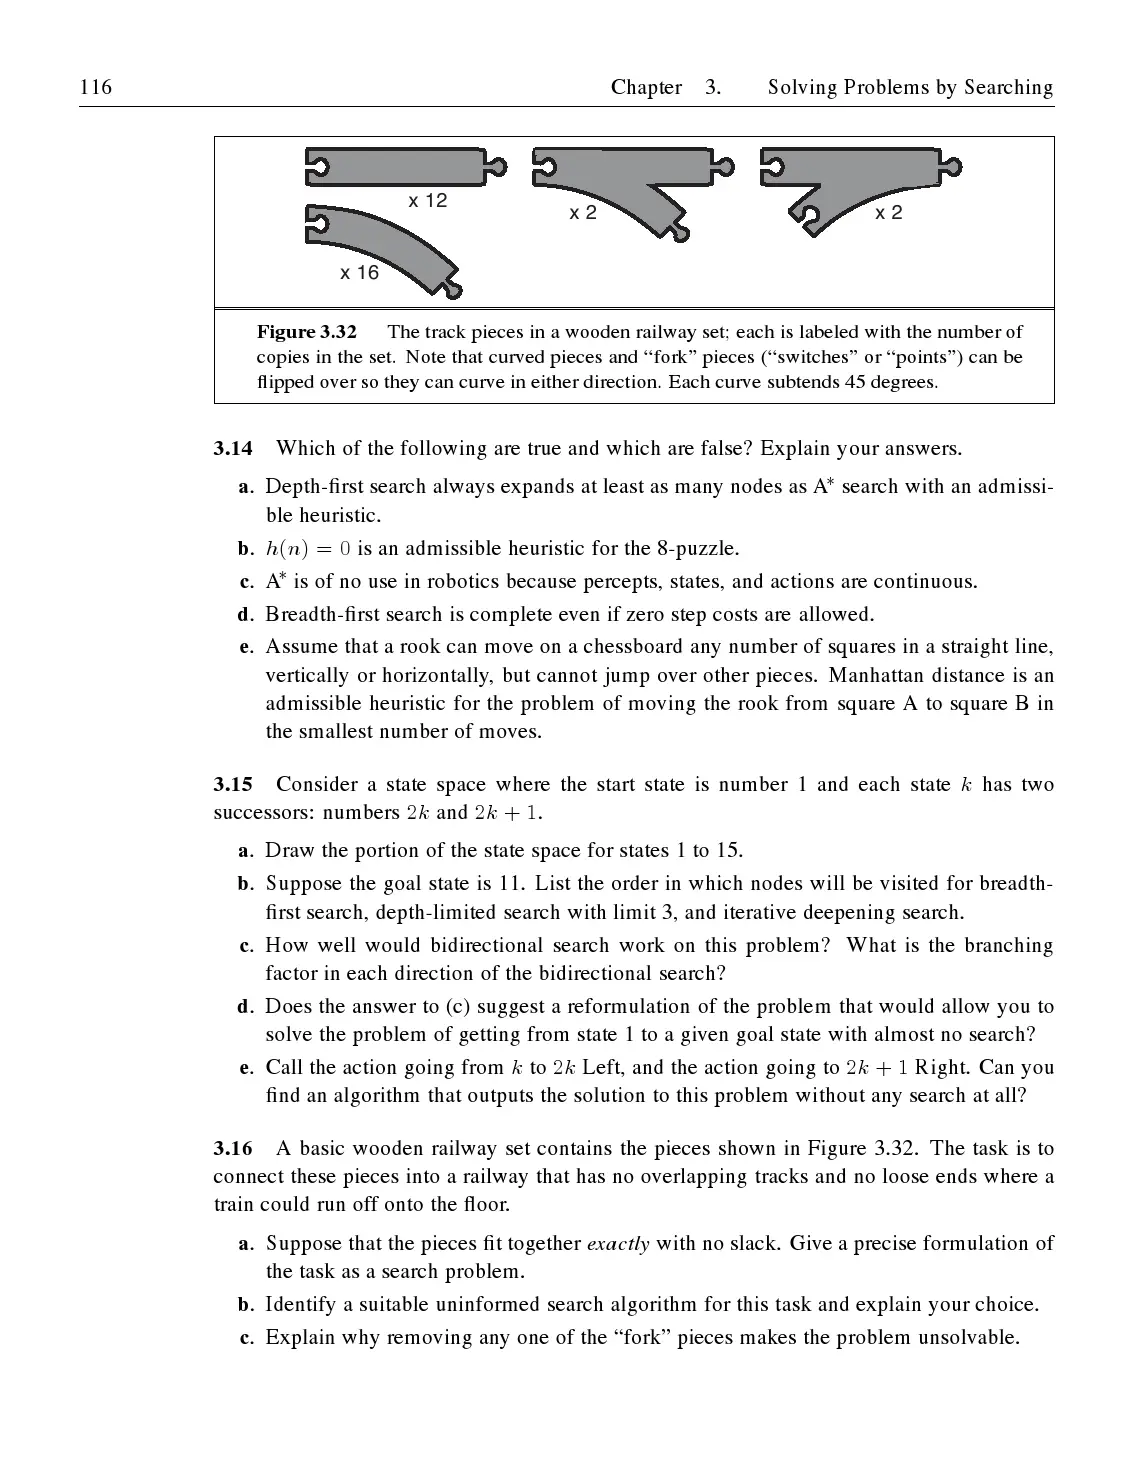 116 Chapter 3. Solving Problems by Searching
x 12
x 2
x 2
x 16
Figure 3.32 The track pieces in a wooden railway set; each is labeled with the number of
copies in the set. Note that curved pieces and “fork” pieces (“switches” or “points”) can be
flipped over so they can curve in either direction. Each curve subtends 45 degrees.
3.14 Which of the following are true and which are false? Explain your answers.
a. Depth-first search always expands at least as many nodes as A* search with an admissi-
ble heuristic.
b. h(n) = 0 is an admissible heuristic for the 8-puzzle.
c. A* is of no use in robotics because percepts, states, and actions are continuous.
d. Breadth-first search is complete even if zero step costs are allowed.
e. Assume that a rook can move on a chessboard any number of squares in a straight line,
vertically or horizontally, but cannot jump over other pieces. Manhattan distance is an
admissible heuristic for the problem of moving the rook from square A to square B in
the smallest number of moves.
3.15 Consider a state space where the start state is number 1 and each state k has two
successors: numbers 2k and 2k + 1.
a. Draw the portion of the state space for states 1 to 15.
b. Suppose the goal state is 11. List the order in which nodes will be visited for breadth-
first search, depth-limited search with limit 3, and iterative deepening search.
c. How well would bidirectional search work on this problem? What is the branching
factor in each direction of the bidirectional search?
d. Does the answer to (c) suggest a reformulation of the problem that would allow you to
solve the problem of getting from state 1 to a given goal state with almost no search?
e. Call the action going from k to 2k Left, and the action going to 2k + 1 Right. Can you
find an algorithm that outputs the solution to this problem without any search at all?
3.16 A basic wooden railway set contains the pieces shown in Figure 3.32. The task is to
connect these pieces into a railway that has no overlapping tracks and no loose ends where a
train could run off onto the floor.
a. Suppose that the pieces fit together exactly with no slack. Give a precise formulation of
the task as a search problem.
b. Identify a suitable uninformed search algorithm for this task and explain your choice.
c. Explain why removing any one of the “fork” pieces makes the problem unsolvable.